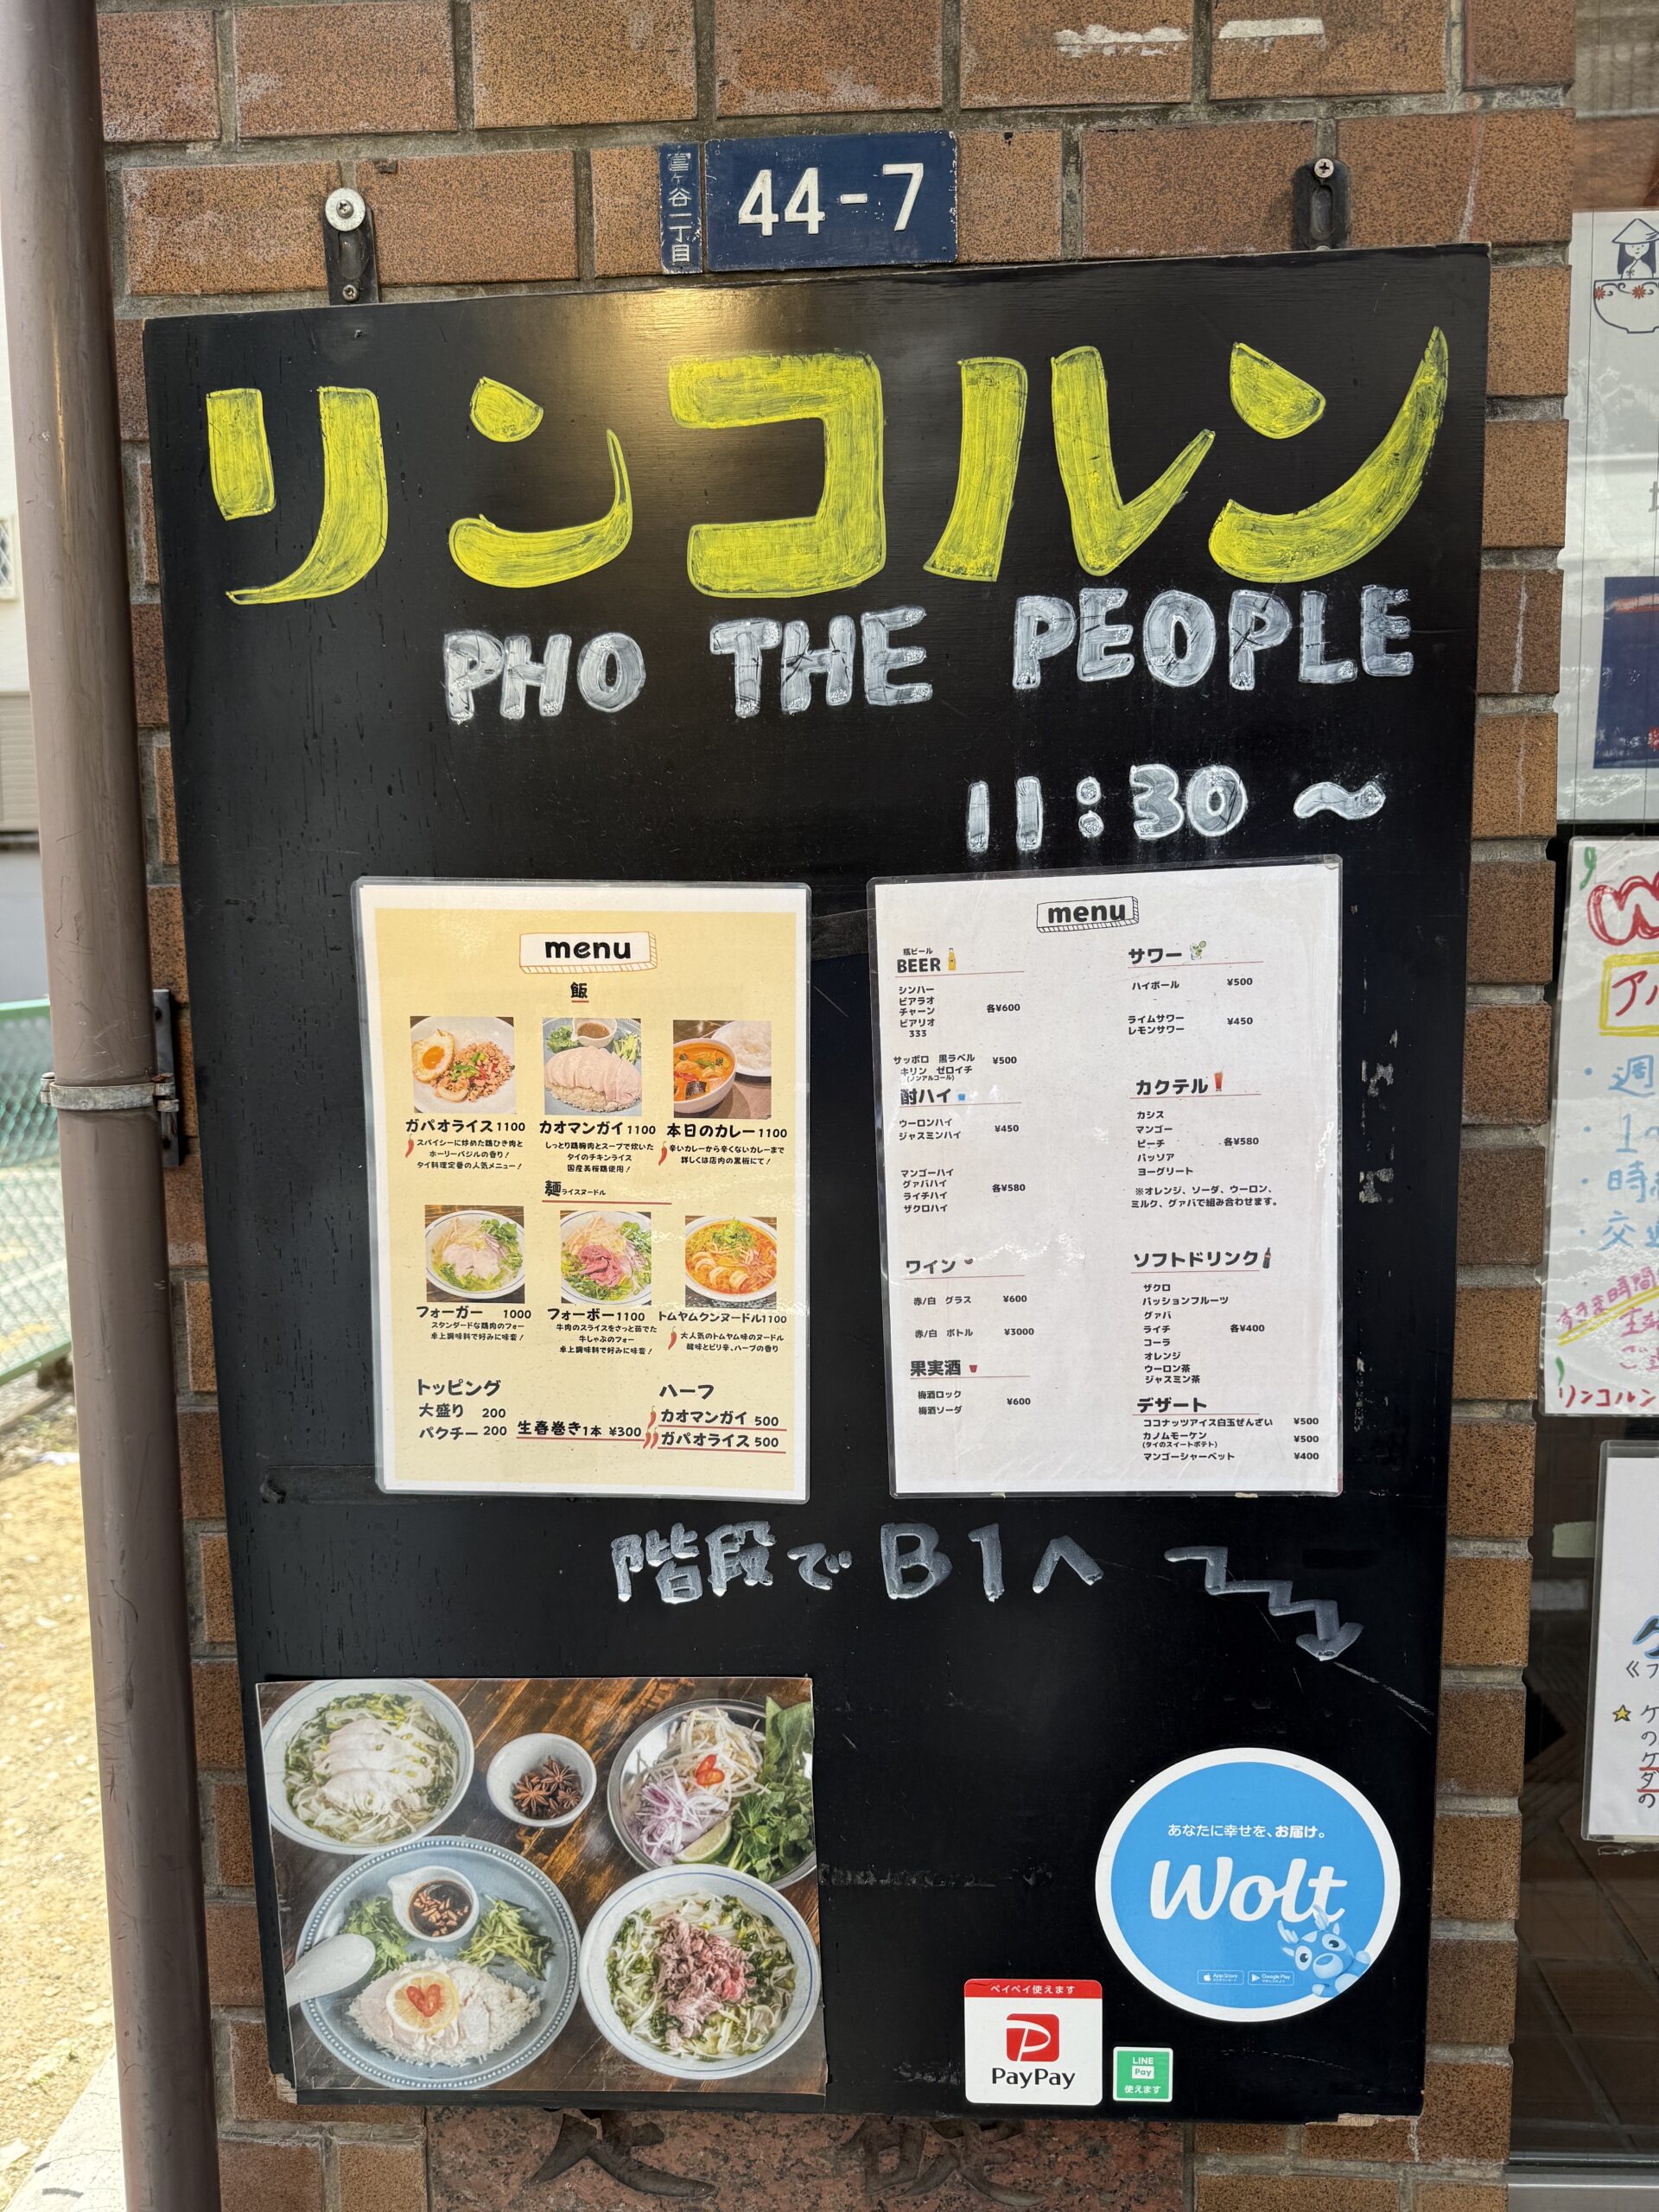 富ヶ谷一丁目
44-7
リンコルン
PHO THE PEOPLE
11:30 〜
menu
飯
ガパオライス 1100
スパイシーに炒めた鶏ひき肉と
ホーリーバジルの香り！
タイ料理定番の人気メニュー！
カオマンガイ 1100
しっとり鶏胸肉とスープで炊いた
タイのチキンライス
国産美桜鶏使用！
本日のカレー 1100
辛いカレーから辛くないカレーまで
詳しくは店内の黒板にて！
麺 ライスヌードル
フォーガー 1000
スタンダードな鶏肉のフォー
卓上調味料で好みに味変！
フォーボー 1100
牛肉のスライスをさっと茹でた
牛しゃぶのフォー
卓上調味料で好みに味変！
トムヤムクンヌードル 1100
大人気のトムヤム味のヌードル
酸味とピリ辛、ハーブの香り
トッピング
大盛り 200
パクチー 200
生春巻き1本 ¥300
ハーフ
カオマンガイ 500
ガパオライス 500
menu
瓶ビール
BEER
シンハー
ビアラオ
チャーン
ビアリオ
333
各¥600
サッポロ 黒ラベル
キリン ゼロイチ
(ノンアルコール)
¥500
酎ハイ
ウーロンハイ
ジャスミンハイ
¥450
マンゴーハイ
グァバハイ
ライチハイ
ザクロハイ
各¥580
ワイン
赤/白 グラス ¥600
赤/白 ボトル ¥3000
果実酒
梅酒ロック
梅酒ソーダ
¥600
サワー
ハイボール ¥500
ライムサワー
レモンサワー
¥450
カクテル
カシス
マンゴー
ピーチ
パッソア
ヨーグリート
各¥580
※オレンジ、ソーダ、ウーロン、
ミルク、グァバで組み合わせます。
ソフトドリンク
ザクロ
パッションフルーツ
グァバ
ライチ
コーラ
オレンジ
ウーロン茶
ジャスミン茶
各¥400
デザート
ココナッツアイス白玉ぜんざい ¥500
カノムモーケン ¥500
(タイのスイートポテト)
マンゴーシャーベット ¥400
階段でB1へ
あなたに幸せを、お届け。
Wolt
App Store
Google Play
ペイペイ使えます
PayPay
LINE
Pay
使えます
リンコルン